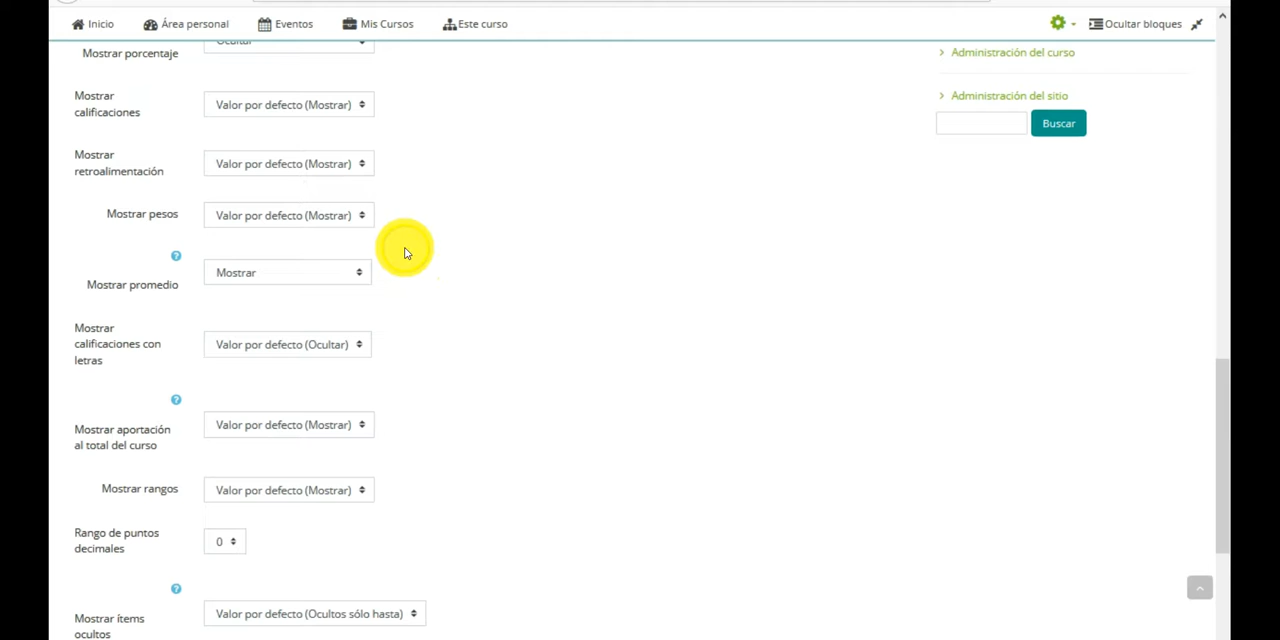 Inicio
Área personal
Eventos
Mis Cursos
Este curso
Ocultar bloques
Mostrar porcentaje
Ocultar
Administración del curso
Mostrar
calificaciones
Valor por defecto (Mostrar)
Administración del sitio
Buscar
Mostrar
retroalimentación
Valor por defecto (Mostrar)
Mostrar pesos
Valor por defecto (Mostrar)
?
Mostrar promedio
Mostrar
Mostrar
calificaciones con
letras
Valor por defecto (Ocultar)
?
Mostrar aportación
al total del curso
Valor por defecto (Mostrar)
Mostrar rangos
Valor por defecto (Mostrar)
Rango de puntos
decimales
0
?
Mostrar ítems
ocultos
Valor por defecto (Ocultos sólo hasta)